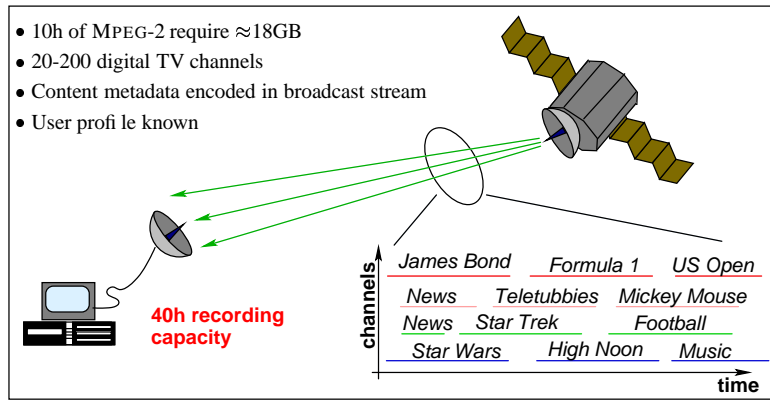 • 10h of MPEG-2 require ≈18GB
• 20-200 digital TV channels
• Content metadata encoded in broadcast stream
• User profi le known
40h recording
capacity
channels
James Bond Formula 1 US Open
News Teletubbies Mickey Mouse
News Star Trek Football
Star Wars High Noon Music
time